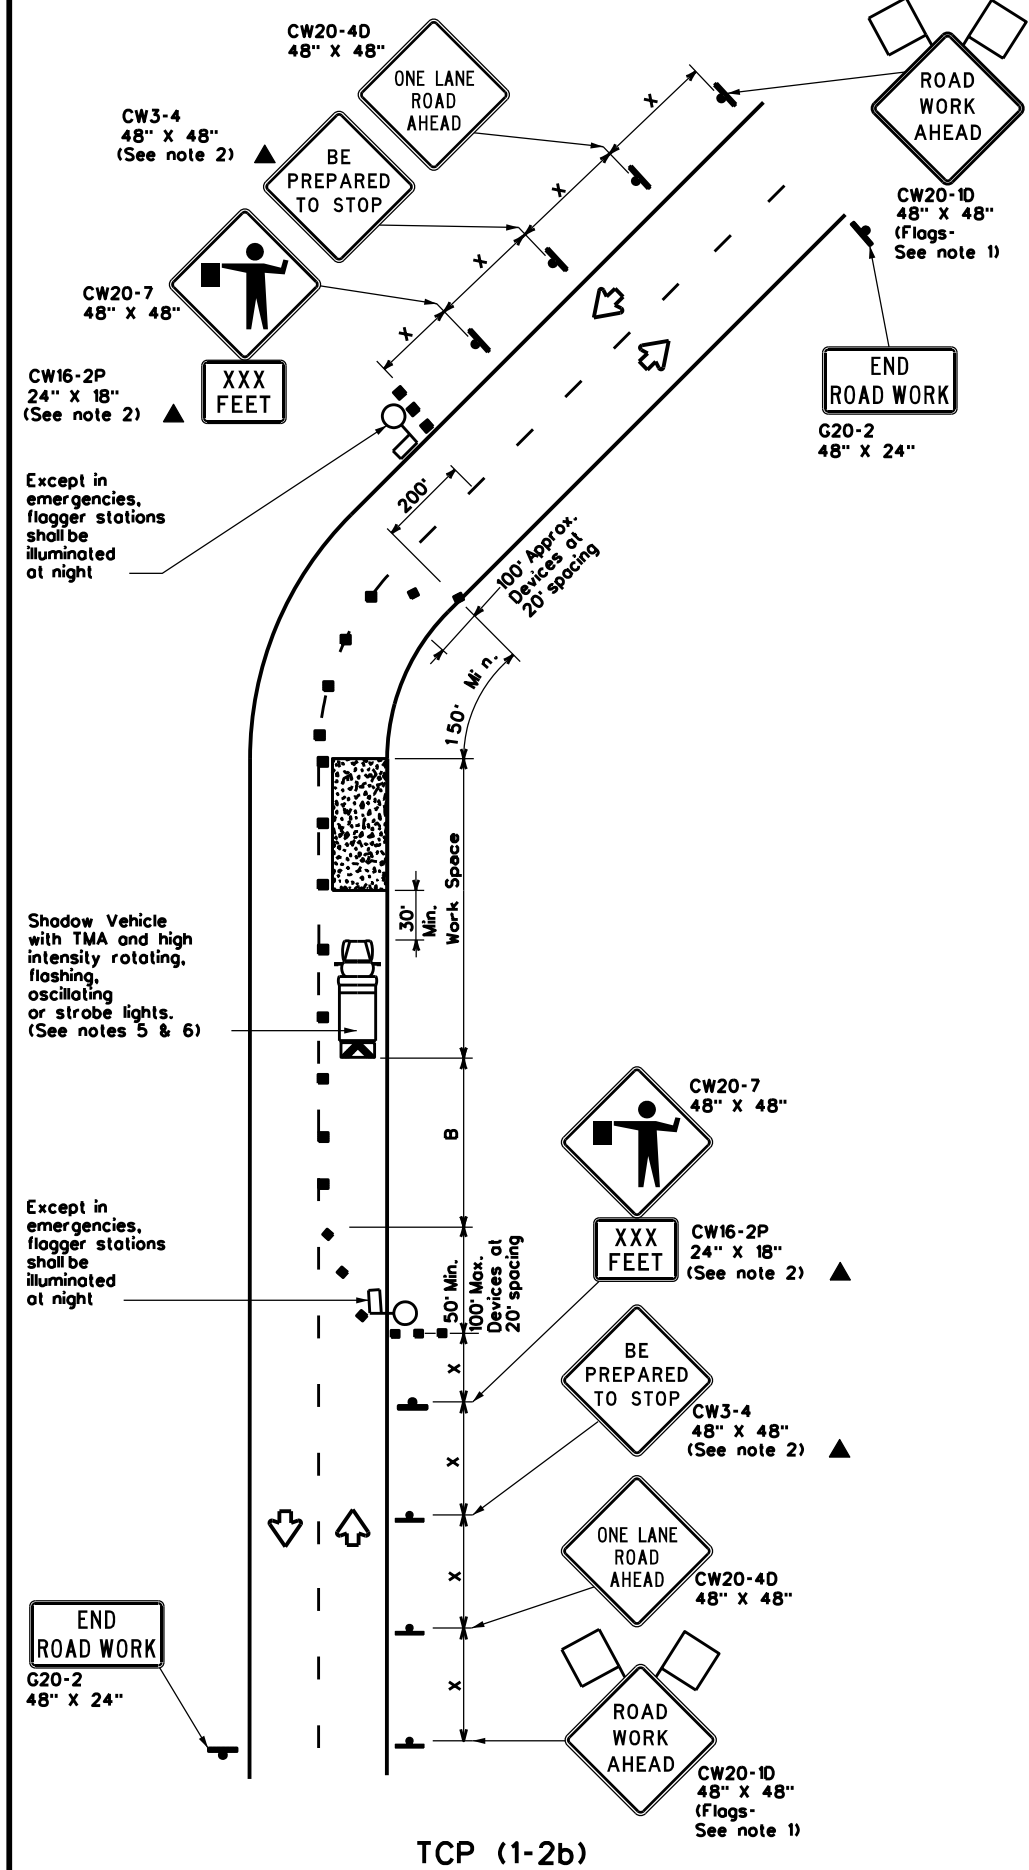 CW20-4D
48" X 48"
ONE LANE
ROAD
AHEAD
X
ROAD
WORK
AHEAD
CW20-1D
48" X 48"
(Flags-
See note 1)
CW3-4
48" X 48"
(See note 2)
BE
PREPARED
TO STOP
X
X
CW20-7
48" X 48"
X
CW16-2P
24" X 18"
(See note 2)
XXX
FEET
END
ROAD WORK
G20-2
48" X 24"
Except in
emergencies,
flagger stations
shall be
illuminated
at night
200'
100' Approx.
Devices at
20' spacing
150' Min.
Work Space
30'
Min.
Shadow Vehicle
with TMA and high
intensity rotating,
flashing,
oscillating
or strobe lights.
(See notes 5 & 6)
B
CW20-7
48" X 48"
XXX
FEET
CW16-2P
24" X 18"
(See note 2)
Except in
emergencies,
flagger stations
shall be
illuminated
at night
50' Min.
100' Max.
Devices at
20' spacing
X
BE
PREPARED
TO STOP
CW3-4
48" X 48"
(See note 2)
X
ONE LANE
ROAD
AHEAD
CW20-4D
48" X 48"
X
END
ROAD WORK
G20-2
48" X 24"
X
ROAD
WORK
AHEAD
CW20-1D
48" X 48"
(Flags-
See note 1)
TCP (1-2b)